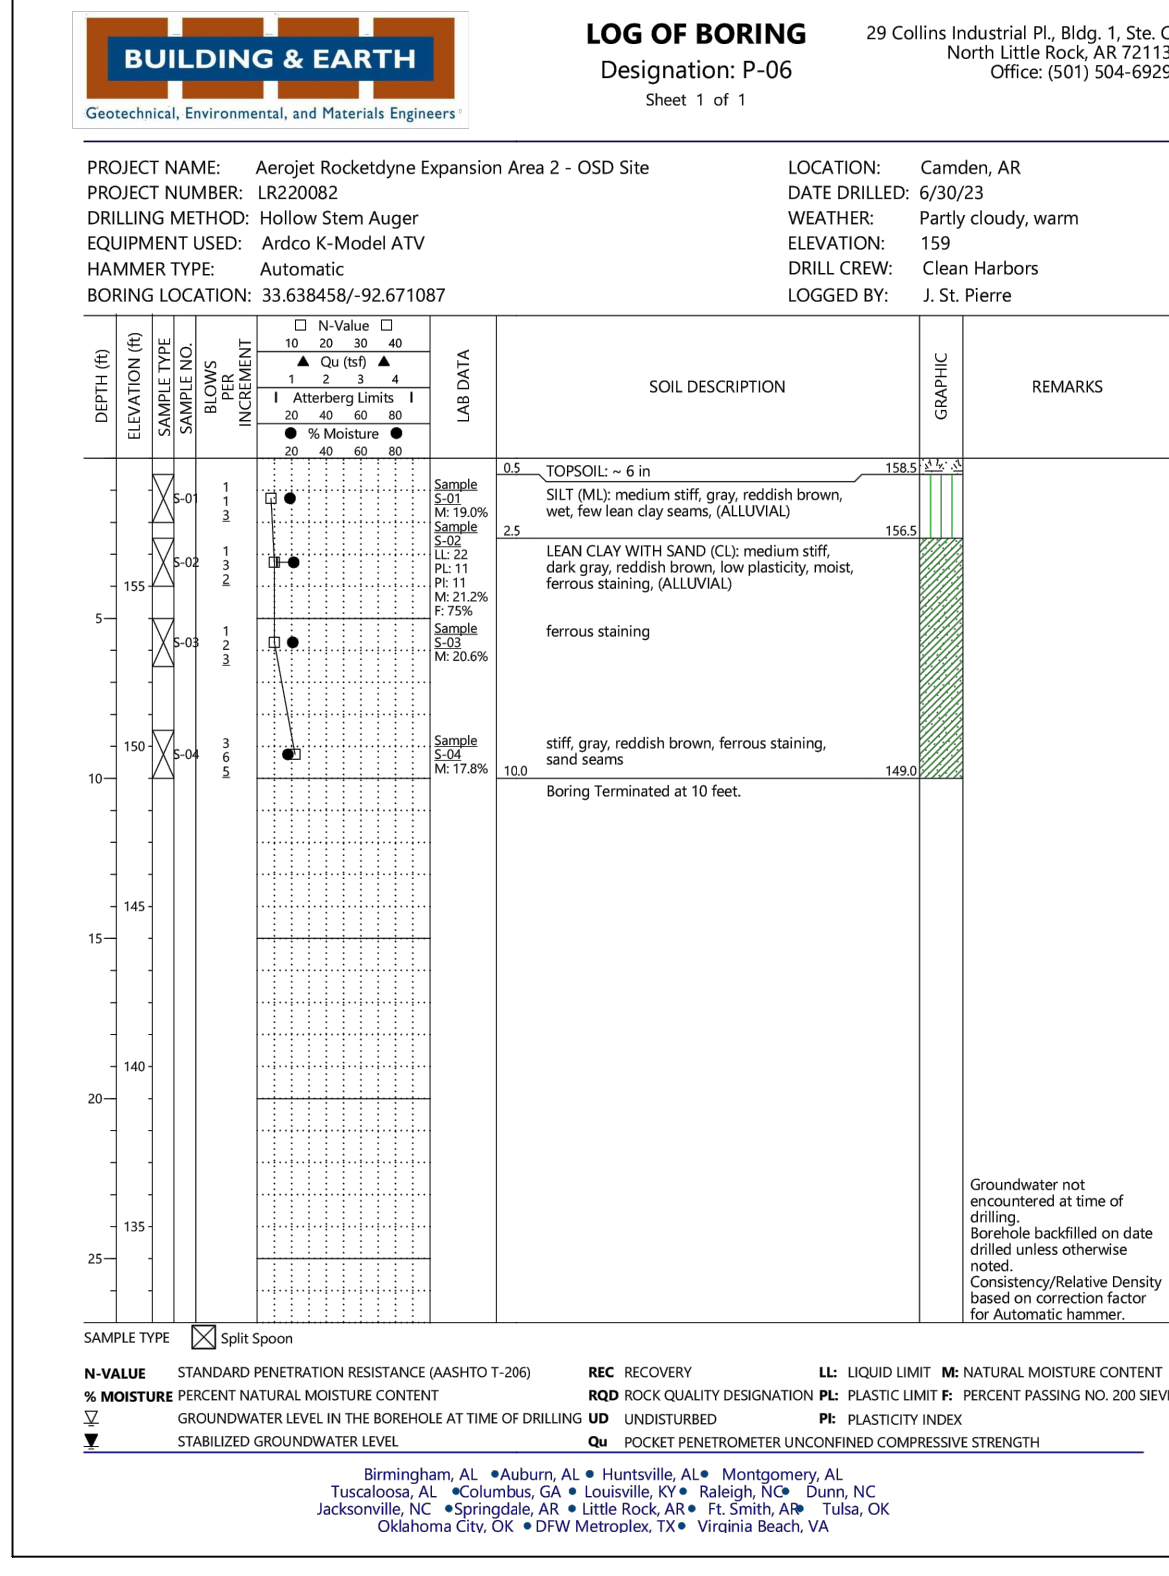 BUILDING & EARTH
Geotechnical, Environmental, and Materials Engineers
LOG OF BORING
Designation: P-06
Sheet 1 of 1
29 Collins Industrial Pl., Bldg. 1, Ste. C
North Little Rock, AR 72113
Office: (501) 504-6929
PROJECT NAME: Aerojet Rocketdyne Expansion Area 2 - OSD Site
PROJECT NUMBER: LR220082
DRILLING METHOD: Hollow Stem Auger
EQUIPMENT USED: Ardco K-Model ATV
HAMMER TYPE: Automatic
BORING LOCATION: 33.638458/-92.671087
LOCATION: Camden, AR
DATE DRILLED: 6/30/23
WEATHER: Partly cloudy, warm
ELEVATION: 159
DRILL CREW: Clean Harbors
LOGGED BY: J. St. Pierre
DEPTH (ft)
ELEVATION (ft)
SAMPLE TYPE
SAMPLE NO.
BLOWS
PER
INCREMENT
N-Value
10 20 30 40
Qu (tsf)
1 2 3 4
Atterberg Limits
20 40 60 80
% Moisture
20 40 60 80
LAB DATA
SOIL DESCRIPTION
GRAPHIC
REMARKS
S-01
1
1
3
Sample
S-01
M: 19.0%
0.5 TOPSOIL: ~ 6 in 158.5
SILT (ML): medium stiff, gray, reddish brown,
wet, few lean clay seams, (ALLUVIAL)
2.5 156.5
S-02
1
3
2
Sample
S-02
LL: 22
PL: 11
PI: 11
M: 21.2%
F: 75%
LEAN CLAY WITH SAND (CL): medium stiff,
dark gray, reddish brown, low plasticity, moist,
ferrous staining, (ALLUVIAL)
155
5
S-03
1
2
3
Sample
S-03
M: 20.6%
ferrous staining
150
S-04
3
6
5
Sample
S-04
M: 17.8%
stiff, gray, reddish brown, ferrous staining,
sand seams
10
10.0 149.0
Boring Terminated at 10 feet.
145
15
140
20
135
25
Groundwater not
encountered at time of
drilling.
Borehole backfilled on date
drilled unless otherwise
noted.
Consistency/Relative Density
based on correction factor
for Automatic hammer.
SAMPLE TYPE Split Spoon
N-VALUE STANDARD PENETRATION RESISTANCE (AASHTO T-206)
% MOISTURE PERCENT NATURAL MOISTURE CONTENT
GROUNDWATER LEVEL IN THE BOREHOLE AT TIME OF DRILLING
STABILIZED GROUNDWATER LEVEL
REC RECOVERY
RQD ROCK QUALITY DESIGNATION
UD UNDISTURBED
Qu POCKET PENETROMETER UNCONFINED COMPRESSIVE STRENGTH
LL: LIQUID LIMIT M: NATURAL MOISTURE CONTENT
PL: PLASTIC LIMIT F: PERCENT PASSING NO. 200 SIEV
PI: PLASTICITY INDEX
Birmingham, AL • Auburn, AL • Huntsville, AL • Montgomery, AL
Tuscaloosa, AL • Columbus, GA • Louisville, KY • Raleigh, NC • Dunn, NC
Jacksonville, NC • Springdale, AR • Little Rock, AR • Ft. Smith, AR • Tulsa, OK
Oklahoma City, OK • DFW Metroplex, TX • Virginia Beach, VA